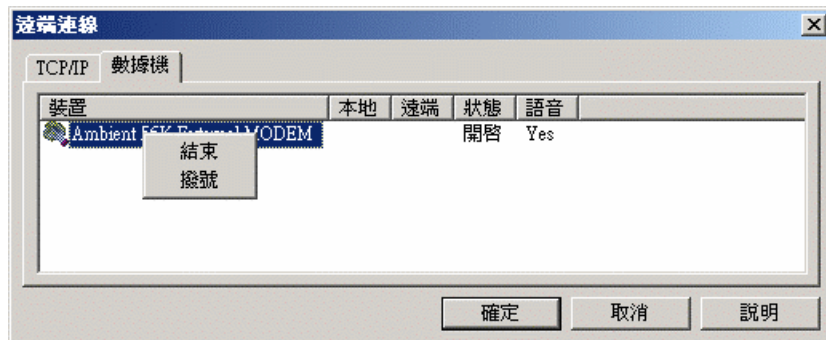 遠端連線
TCP/IP 數據機
裝置 本地 遠端 狀態 語音
Ambient 56K External MODEM 開啓 Yes
結束
撥號
確定 取消 說明